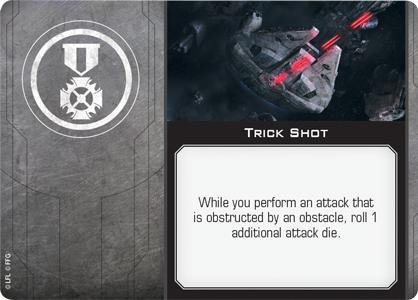 TRICK SHOT
While you perform an attack that
is obstructed by an obstacle, roll 1
additional attack die.
© LFL © FFG